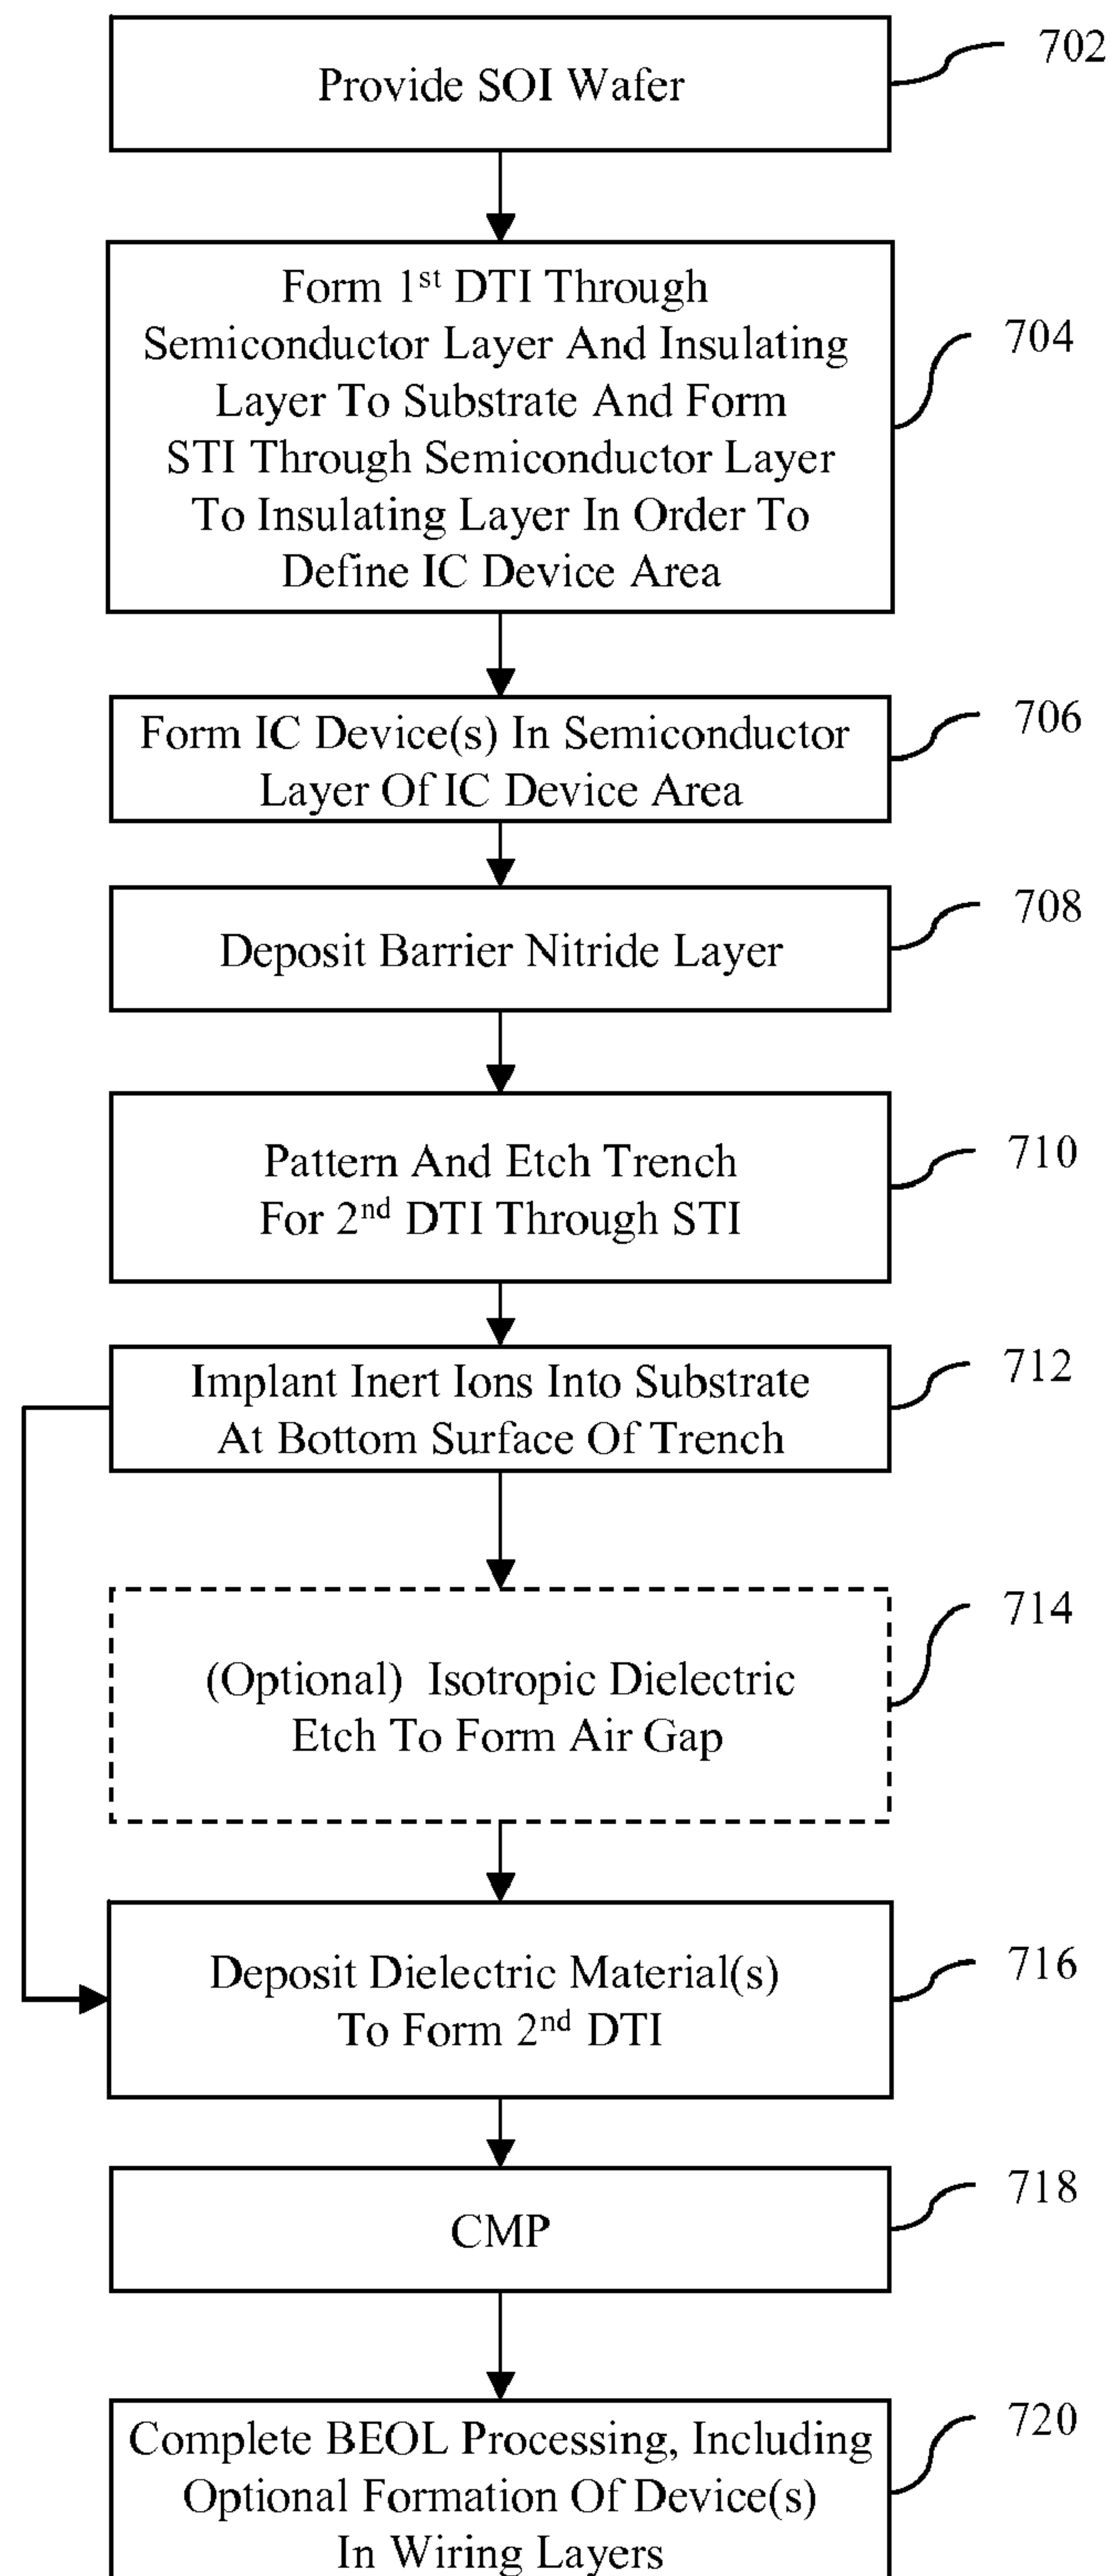 Provide SOI Wafer
702
Form 1st DTI Through
Semiconductor Layer And Insulating
Layer To Substrate And Form
STI Through Semiconductor Layer
To Insulating Layer In Order To
Define IC Device Area
704
Form IC Device(s) In Semiconductor
Layer Of IC Device Area
706
Deposit Barrier Nitride Layer
708
Pattern And Etch Trench
For 2nd DTI Through STI
710
Implant Inert Ions Into Substrate
At Bottom Surface Of Trench
712
(Optional) Isotropic Dielectric
Etch To Form Air Gap
714
Deposit Dielectric Material(s)
To Form 2nd DTI
716
CMP
718
Complete BEOL Processing, Including
Optional Formation Of Device(s)
In Wiring Layers
720